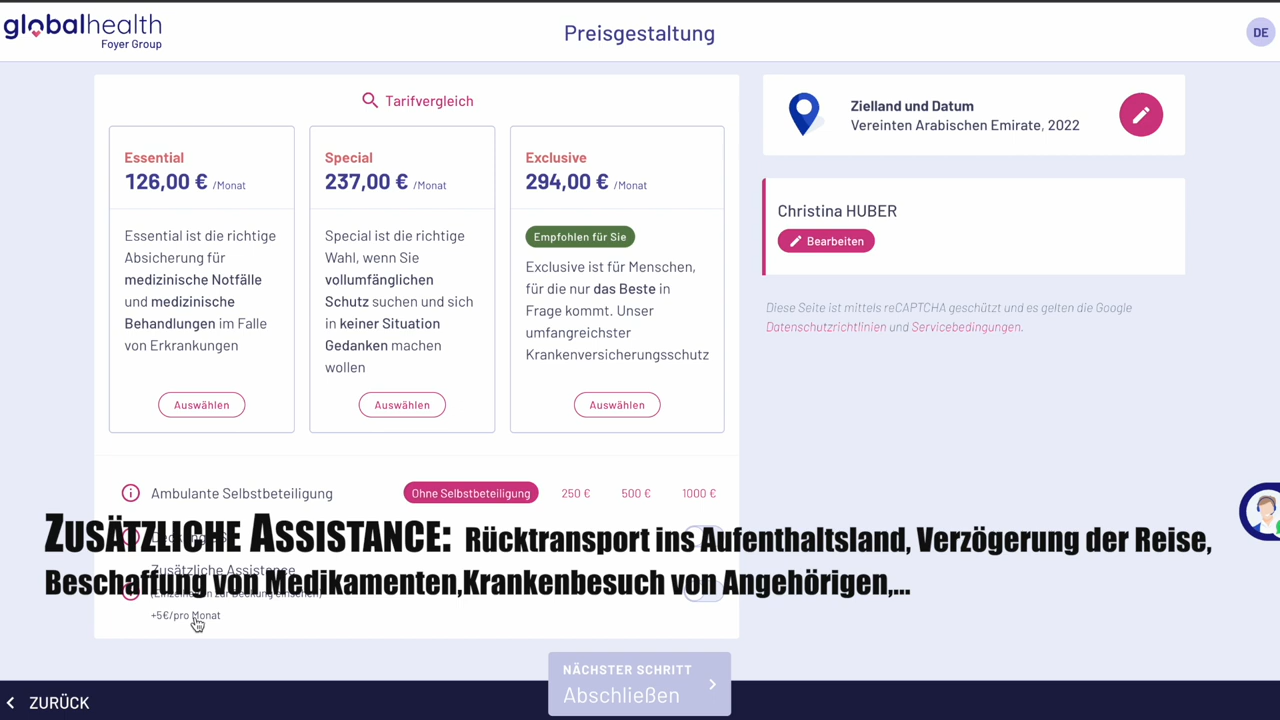 globalhealth
Foyer Group
Preisgestaltung
DE
Tarifvergleich
Essential
126,00 € /Monat
Essential ist die richtige
Absicherung für
medizinische Notfälle
und medizinische
Behandlungen im Falle
von Erkrankungen
Auswählen
Special
237,00 € /Monat
Special ist die richtige
Wahl, wenn Sie
vollumfänglichen
Schutz suchen und sich
in keiner Situation
Gedanken machen
wollen
Auswählen
Exclusive
294,00 € /Monat
Empfohlen für Sie
Exclusive ist für Menschen,
für die nur das Beste in
Frage kommt. Unser
umfangreichster
Krankenversicherungsschutz
Auswählen
Zielland und Datum
Vereinten Arabischen Emirate, 2022
Christina HUBER
Bearbeiten
Diese Seite ist mittels reCAPTCHA geschützt und es gelten die Google
Datenschutzrichtlinien und Servicebedingungen.
Ambulante Selbstbeteiligung
Ohne Selbstbeteiligung 250 € 500 € 1000 €
Zusätzliche Assistance: Rücktransport ins Aufenthaltsland, Verzögerung der Reise,
Beschaffung von Medikamenten,Krankenbesuch von Angehörigen,...
Zusätzliche Assistance
+5€/pro Monat
NÄCHSTER SCHRITT
Abschließen
ZURÜCK